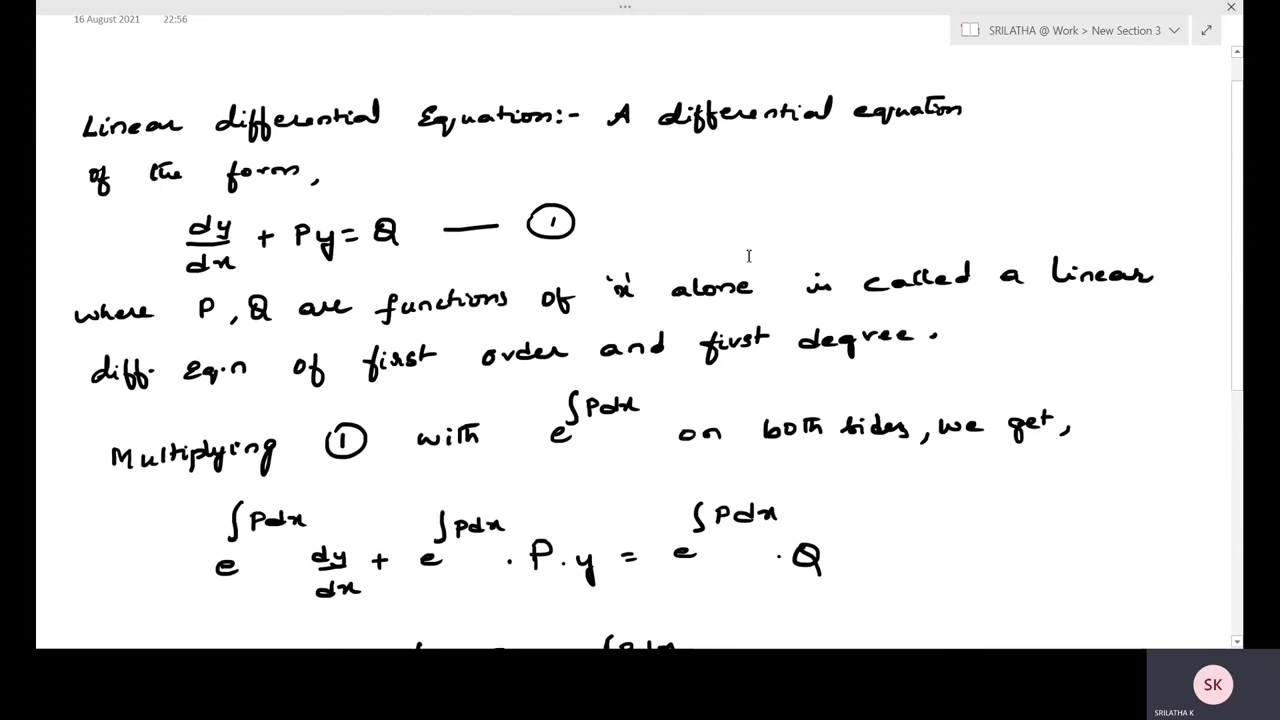 16 August 2021 22:56
SRILATHA @ Work > New Section 3
Linear differential Equation:- A differential equation
of the form,
dy/dx + Py = Q — ①
where P, Q are functions of 'x' alone is called a linear
diff. Eq.n of first order and first degree.
Multiplying ① with e^∫Pdx on both sides, we get,
e^∫Pdx dy/dx + e^∫Pdx . P . y = e^∫Pdx . Q
SK
SRILATHA K